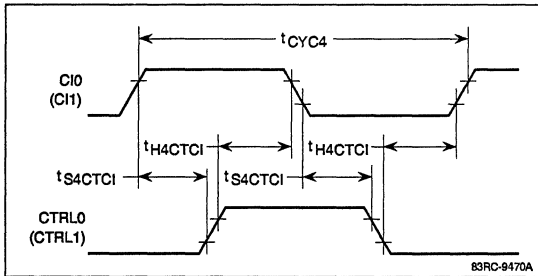 tCYC4
CI0
(CI1)
tH4CTCI
tH4CTCI
tS4CTCI
tS4CTCI
CTRL0
(CTRL1)
83RC-9470A